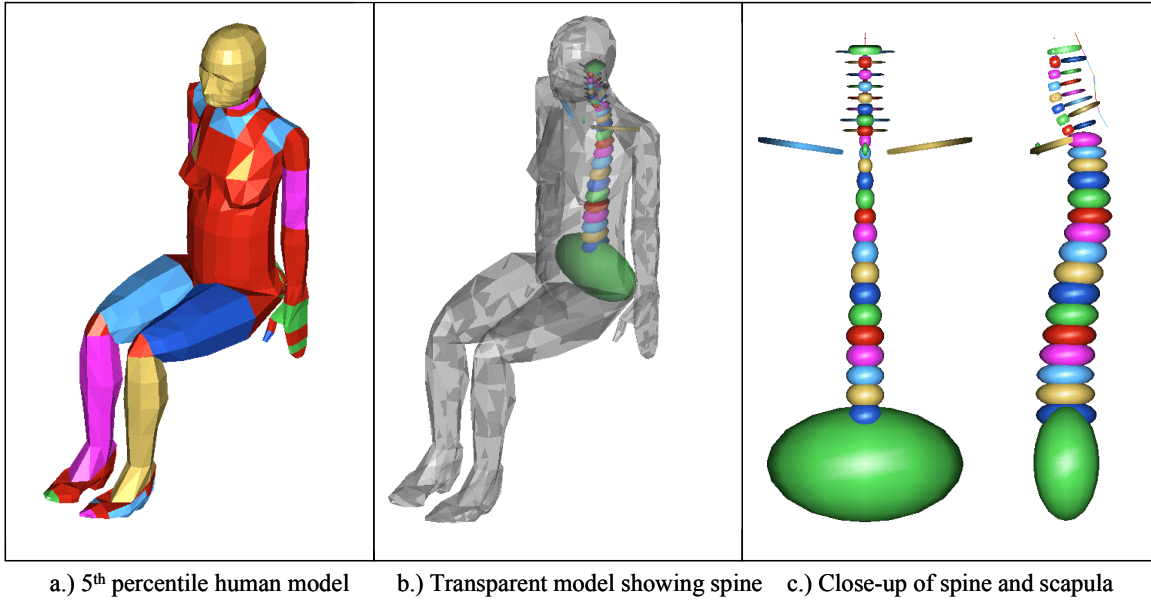 a.) 5th percentile human model
b.) Transparent model showing spine
c.) Close-up of spine and scapula